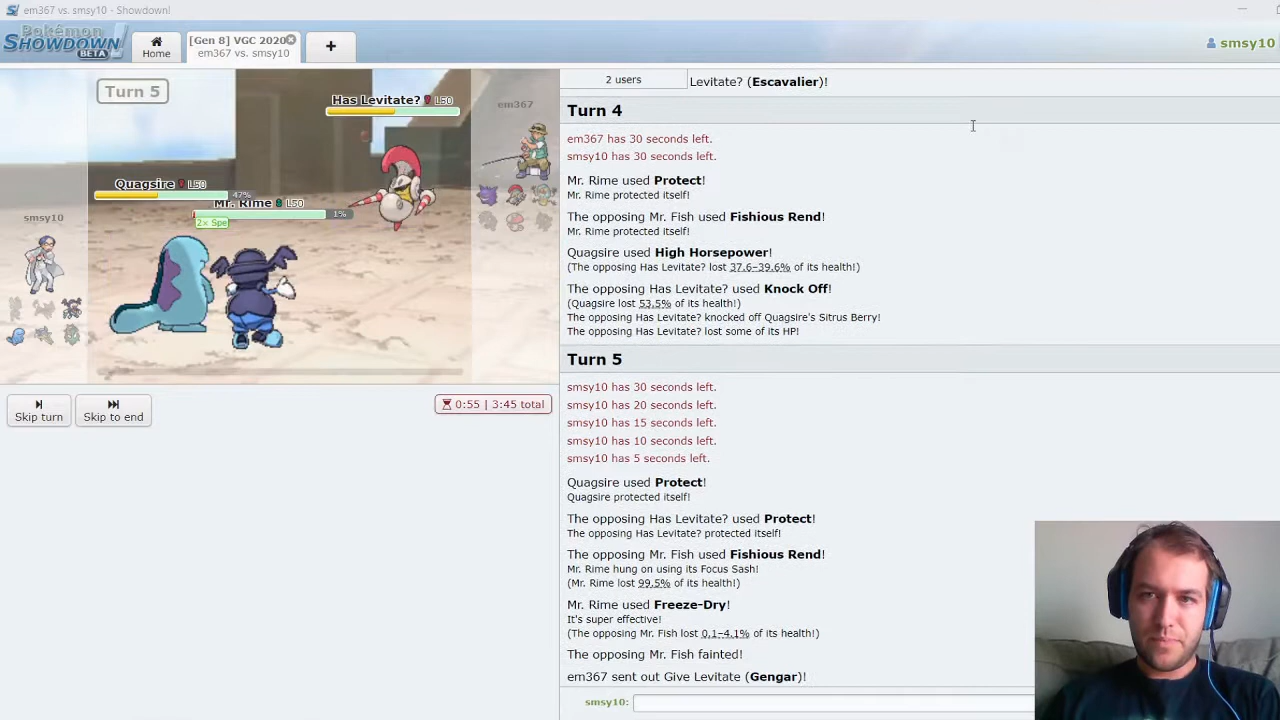 em367 vs. smsy10 - Showdown!
Pokémon
SHOWDOWN!
BETA
Home
[Gen 8] VGC 2020
em367 vs. smsy10
+
smsy10
Turn 5
Has Levitate? L50
em367
Quagsire L50
47%
Mr. Rime L50
1%
2× Spe
smsy10
Skip turn
Skip to end
0:55 | 3:45 total
2 users
Levitate? (Escavalier)!
Turn 4
em367 has 30 seconds left.
smsy10 has 30 seconds left.
Mr. Rime used Protect!
Mr. Rime protected itself!
The opposing Mr. Fish used Fishious Rend!
Mr. Rime protected itself!
Quagsire used High Horsepower!
(The opposing Has Levitate? lost 37.6–39.6% of its health!)
The opposing Has Levitate? used Knock Off!
(Quagsire lost 53.5% of its health!)
The opposing Has Levitate? knocked off Quagsire's Sitrus Berry!
The opposing Has Levitate? lost some of its HP!
Turn 5
smsy10 has 30 seconds left.
smsy10 has 20 seconds left.
smsy10 has 15 seconds left.
smsy10 has 10 seconds left.
smsy10 has 5 seconds left.
Quagsire used Protect!
Quagsire protected itself!
The opposing Has Levitate? used Protect!
The opposing Has Levitate? protected itself!
The opposing Mr. Fish used Fishious Rend!
Mr. Rime hung on using its Focus Sash!
(Mr. Rime lost 99.5% of its health!)
Mr. Rime used Freeze-Dry!
It's super effective!
(The opposing Mr. Fish lost 0.1–4.1% of its health!)
The opposing Mr. Fish fainted!
em367 sent out Give Levitate (Gengar)!
smsy10: